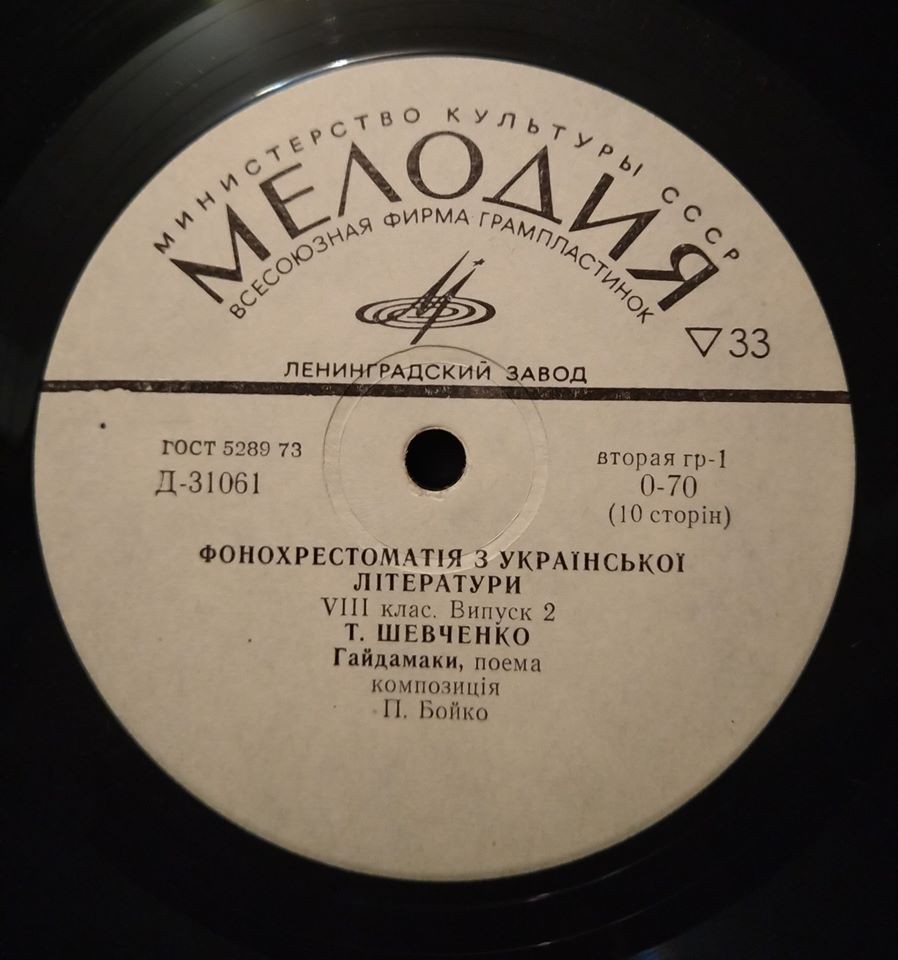 МИНИСТЕРСТВО КУЛЬТУРЫ СССР
МЕЛОДИЯ
ВСЕСОЮЗНАЯ ФИРМА ГРАМПЛАСТИНОК
▽33
ЛЕНИНГРАДСКИЙ ЗАВОД
ГОСТ 5289 73
Д-31061
вторая гр-1
0-70
(10 сторін)
ФОНОХРЕСТОМАТІЯ З УКРАЇНСЬКОЇ
ЛІТЕРАТУРИ
VIII клас. Випуск 2
Т. ШЕВЧЕНКО
Гайдамаки, поема
композиція
П. Бойко